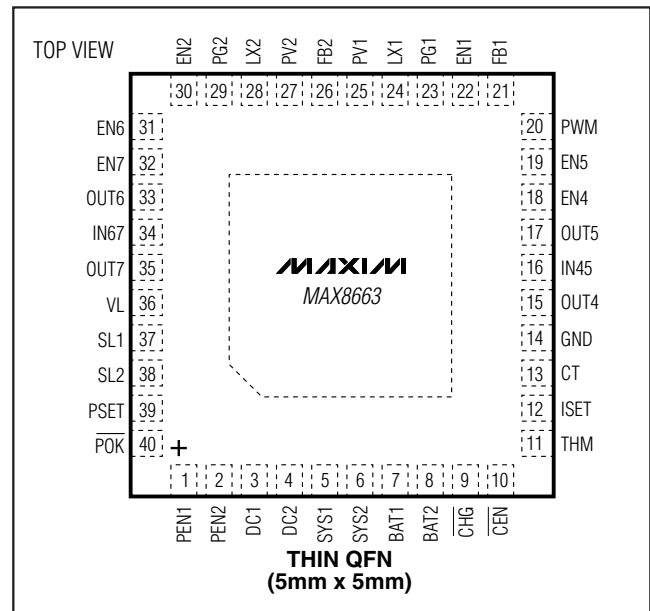 TOP VIEW
EN2 PG2 LX2 PV2 FB2 PV1 LX1 PG1 EN1 FB1
30 29 28 27 26 25 24 23 22 21
EN6 31
20 PWM
EN7 32
19 EN5
OUT6 33
18 EN4
IN67 34
17 OUT5
OUT7 35
16 IN45
VL 36
15 OUT4
SL1 37
14 GND
SL2 38
13 CT
PSET 39
12 ISET
POK 40
11 THM
MAXIM
MAX8663
+
1 2 3 4 5 6 7 8 9 10
PEN1 PEN2 DC1 DC2 SYS1 SYS2 BAT1 BAT2 CHG CEN
THIN QFN
(5mm x 5mm)